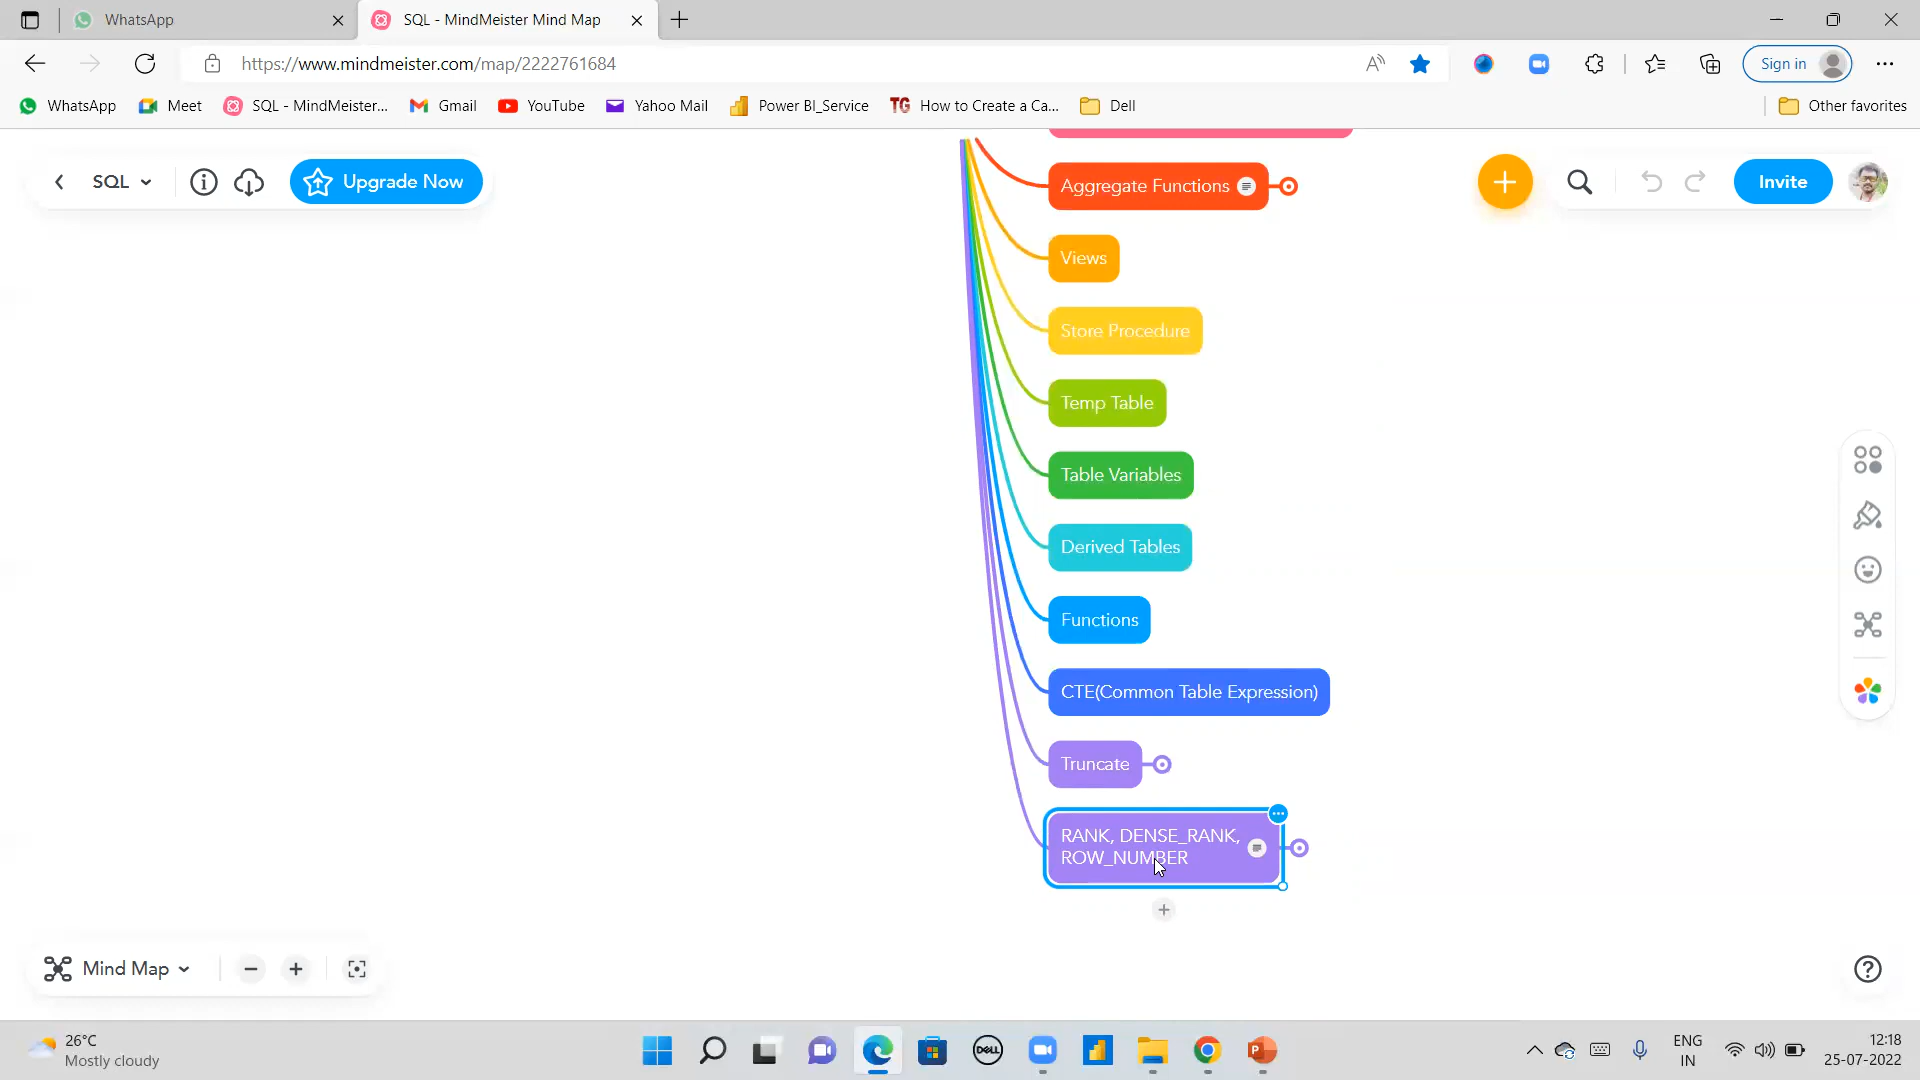 WhatsApp
SQL - MindMeister Mind Map
https://www.mindmeister.com/map/2222761684
Sign in
WhatsApp
Meet
SQL - MindMeister...
Gmail
YouTube
Yahoo Mail
Power BI_Service
TG How to Create a Ca...
Dell
Other favorites
SQL
Upgrade Now
Invite
Aggregate Functions
Views
Store Procedure
Temp Table
Table Variables
Derived Tables
Functions
CTE(Common Table Expression)
Truncate
RANK, DENSE_RANK,
ROW_NUMBER
Mind Map
26°C
Mostly cloudy
DELL
ENG
IN
12:18
25-07-2022